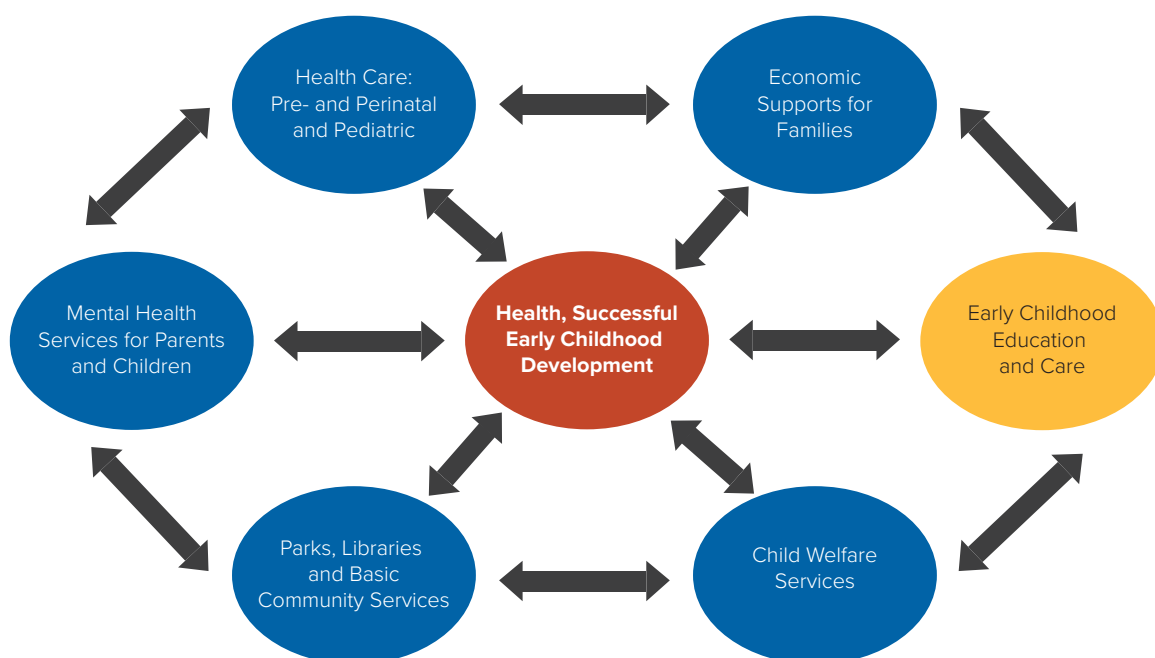 Health Care:
Pre- and Perinatal
and Pediatric
Economic
Supports for
Families
Mental Health
Services for Parents
and Children
Health, Successful
Early Childhood
Development
Early Childhood
Education
and Care
Parks, Libraries
and Basic
Community Services
Child Welfare
Services